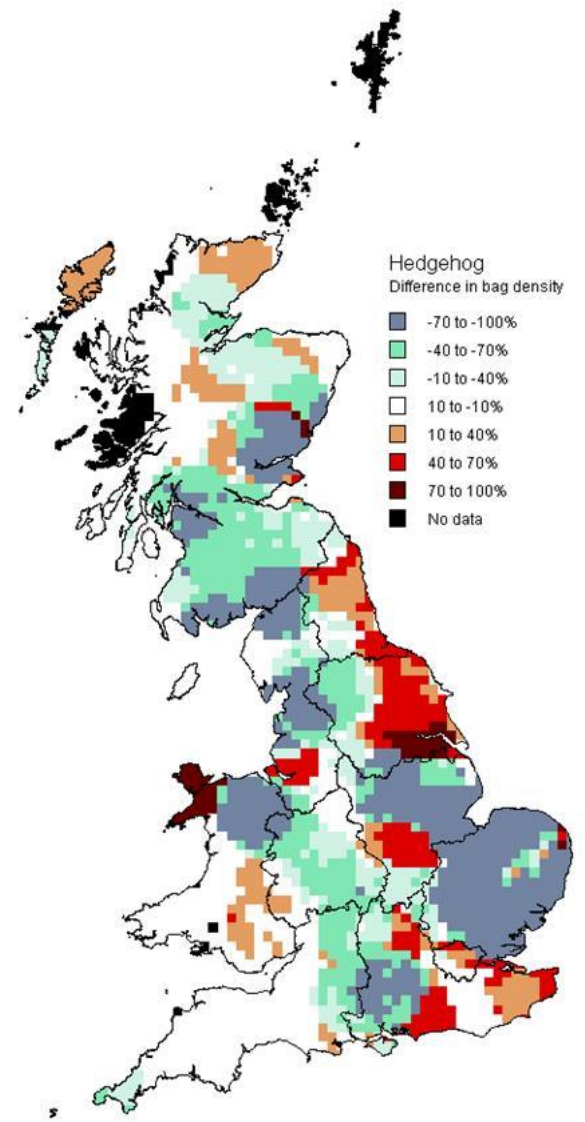 Hedgehog
Difference in bag density
-70 to -100%
-40 to -70%
-10 to -40%
10 to -10%
10 to 40%
40 to 70%
70 to 100%
No data